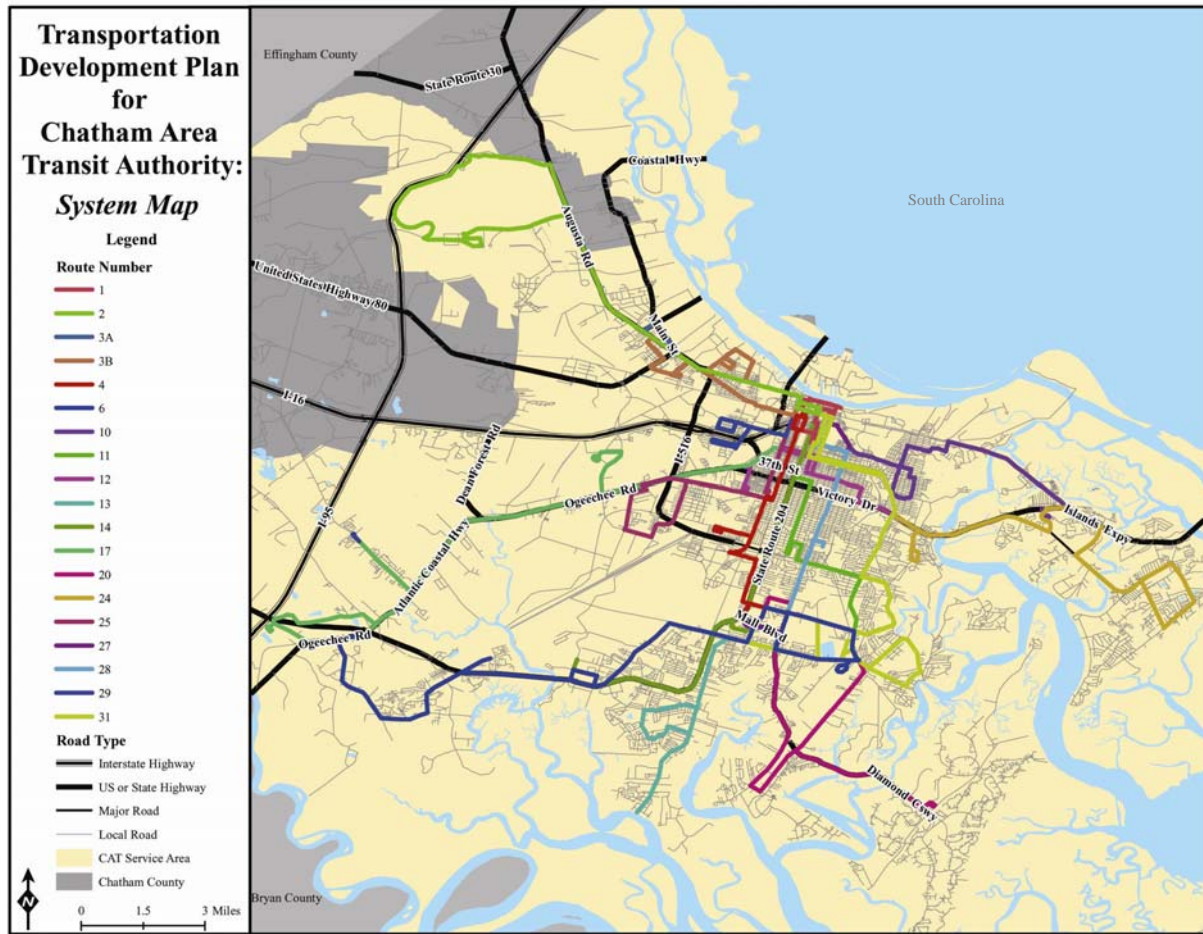 Transportation
Development Plan
for
Chatham Area
Transit Authority:
System Map
Legend
Route Number
1
2
3A
3B
4
6
10
11
12
13
14
17
20
24
25
27
28
29
31
Road Type
Interstate Highway
US or State Highway
Major Road
Local Road
CAT Service Area
Chatham County
N
0 1.5 3 Miles
Effingham County
State Route 30
Coastal Hwy
South Carolina
Augusta Rd
United States Highway 80
Main St
I-16
Dean Forest Rd
I-516
37th St
Victory Dr
Ogeechee Rd
Islands Expy
I-95
Atlantic Coastal Hwy
State Route 204
Mall Blvd
Ogeechee Rd
Diamond Cswy
Bryan County